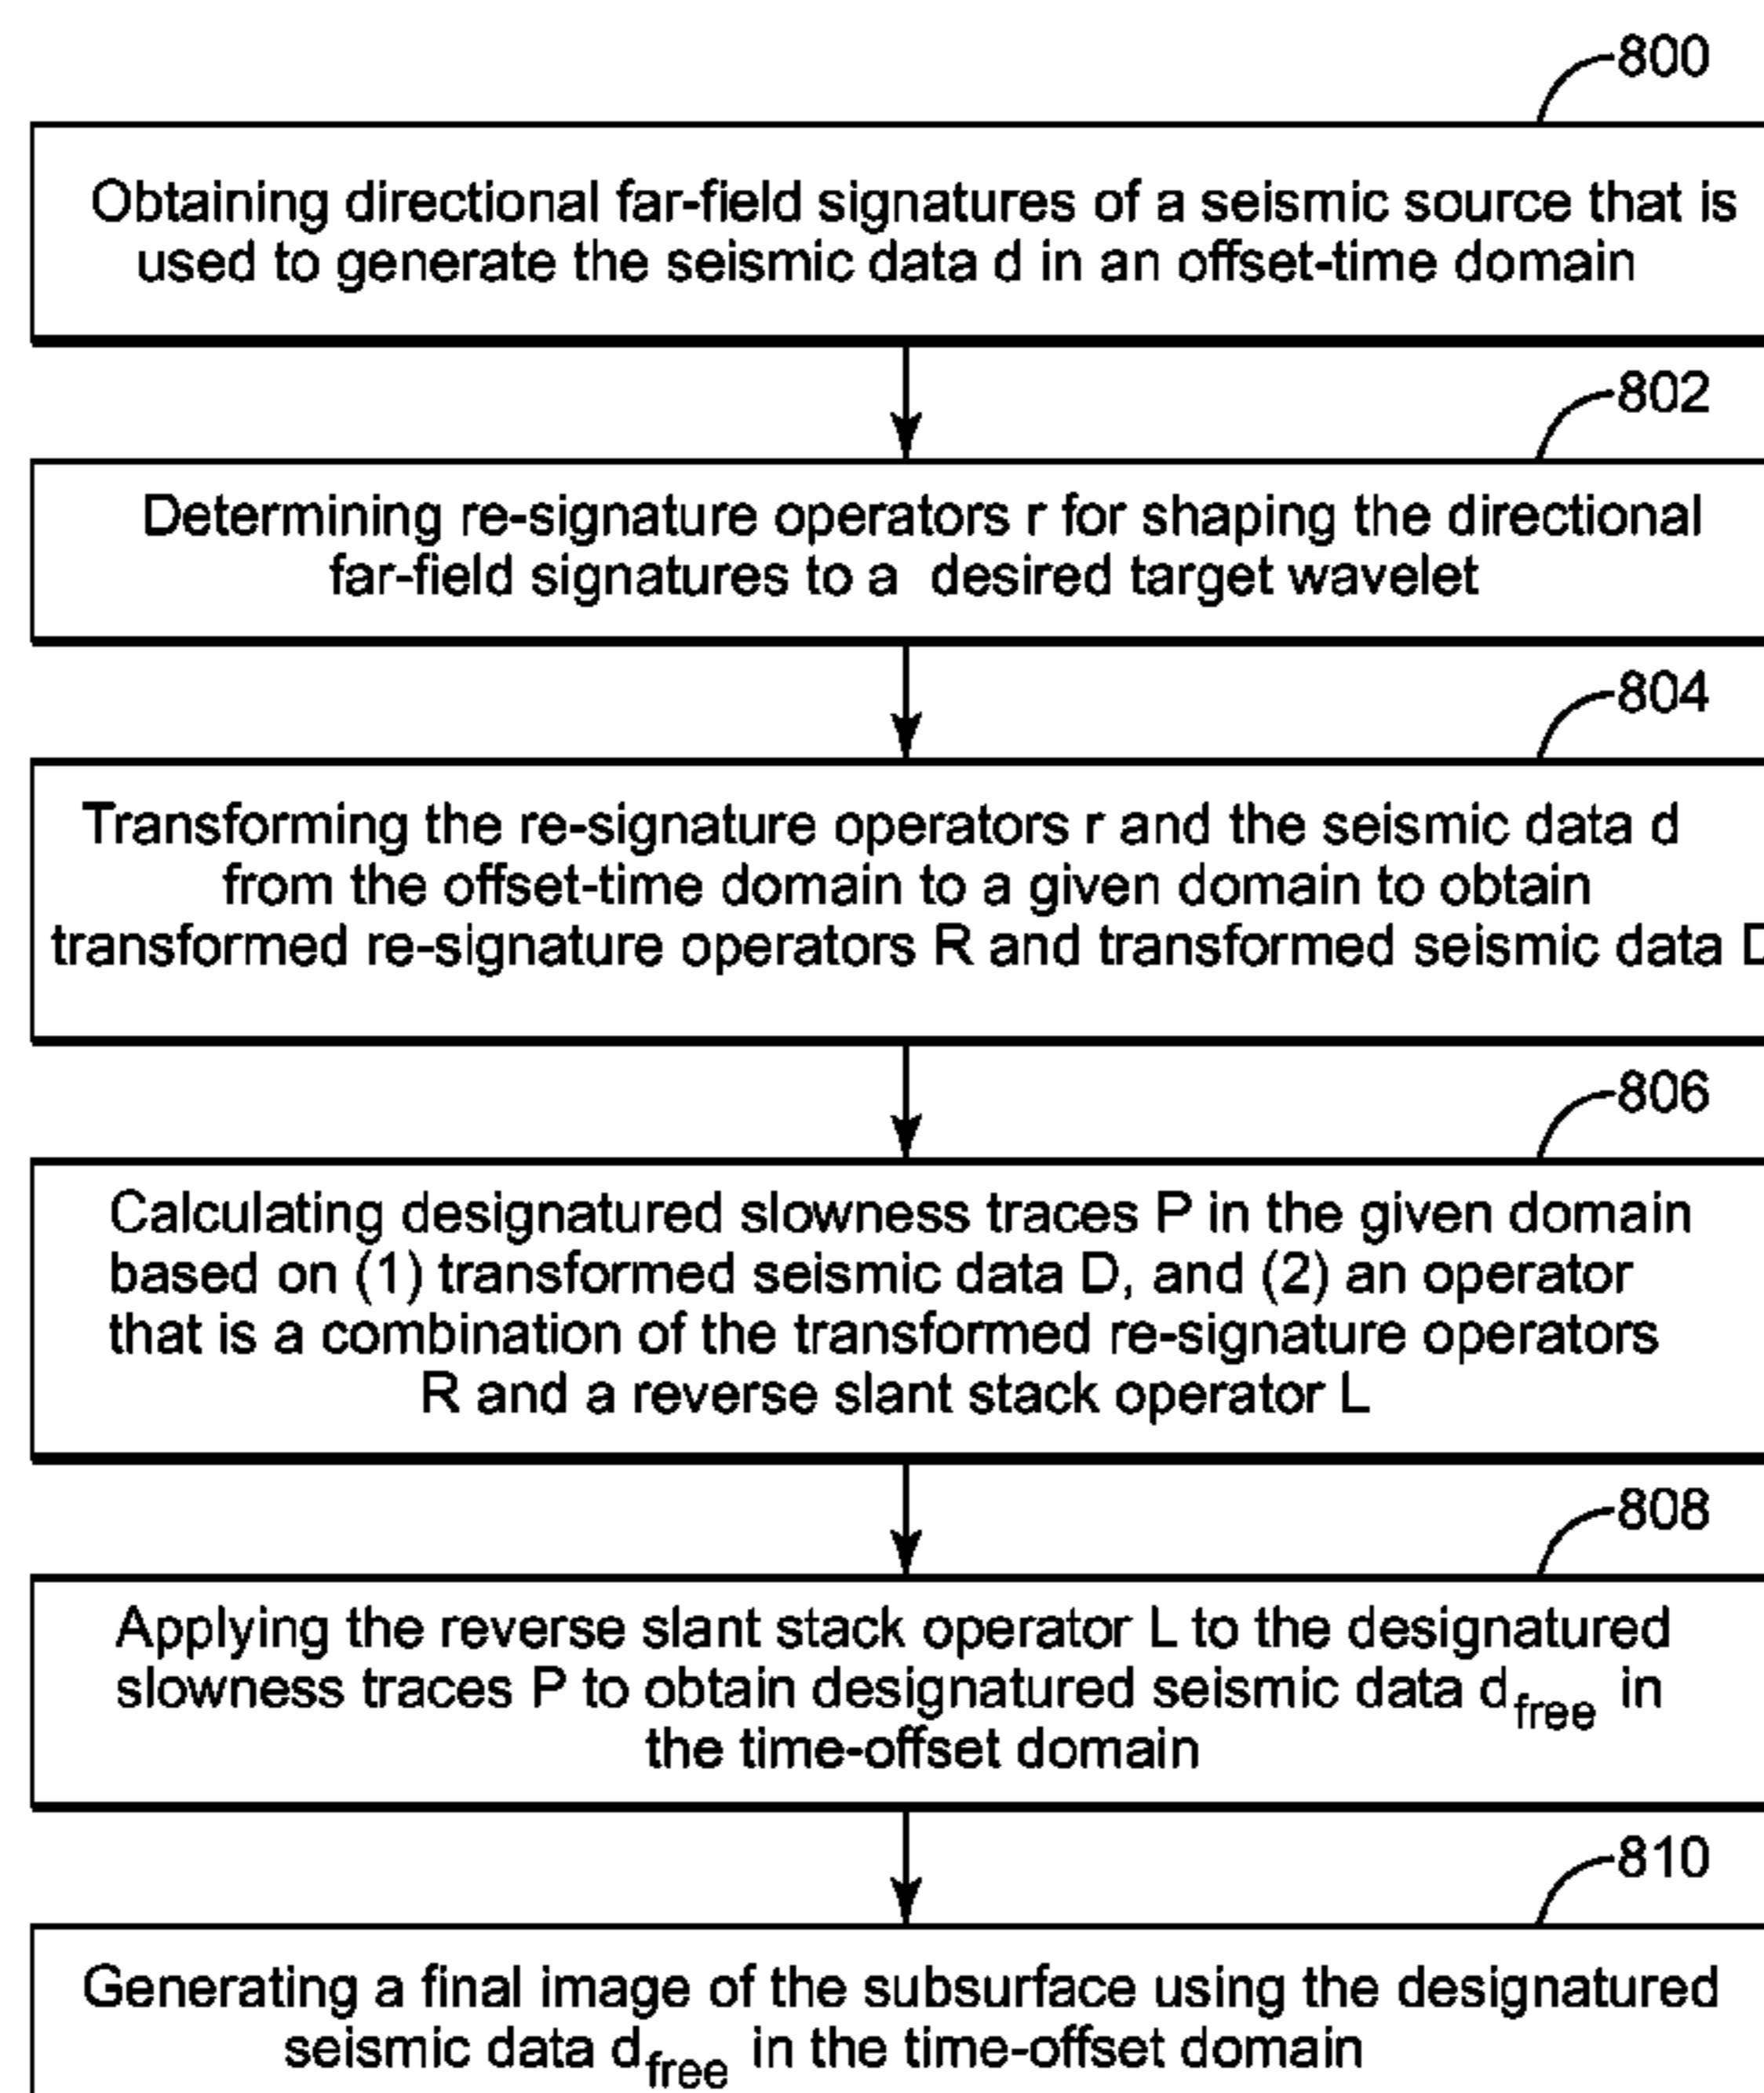 800
Obtaining directional far-field signatures of a seismic source that is
used to generate the seismic data d in an offset-time domain
802
Determining re-signature operators r for shaping the directional
far-field signatures to a desired target wavelet
804
Transforming the re-signature operators r and the seismic data d
from the offset-time domain to a given domain to obtain
transformed re-signature operators R and transformed seismic data D
806
Calculating designatured slowness traces P in the given domain
based on (1) transformed seismic data D, and (2) an operator
that is a combination of the transformed re-signature operators
R and a reverse slant stack operator L
808
Applying the reverse slant stack operator L to the designatured
slowness traces P to obtain designatured seismic data d_free in
the time-offset domain
810
Generating a final image of the subsurface using the designatured
seismic data d_free in the time-offset domain